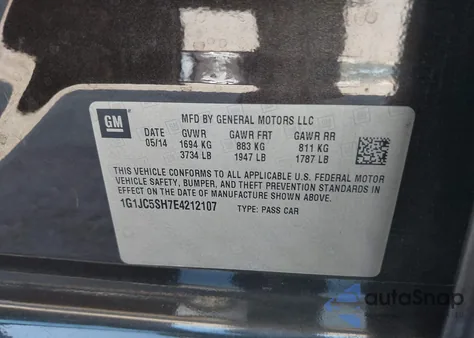 GM
MFD BY GENERAL MOTORS LLC
DATE GVWR GAWR FRT GAWR RR
05/14 1694 KG 883 KG 811 KG
3734 LB 1947 LB 1787 LB
THIS VEHICLE CONFORMS TO ALL APPLICABLE U.S. FEDERAL MOTOR
VEHICLE SAFETY, BUMPER, AND THEFT PREVENTION STANDARDS IN
EFFECT ON THE DATE OF MANUFACTURE SHOWN ABOVE.
1G1JC5SH7E4212107 TYPE: PASS CAR
autoSnap